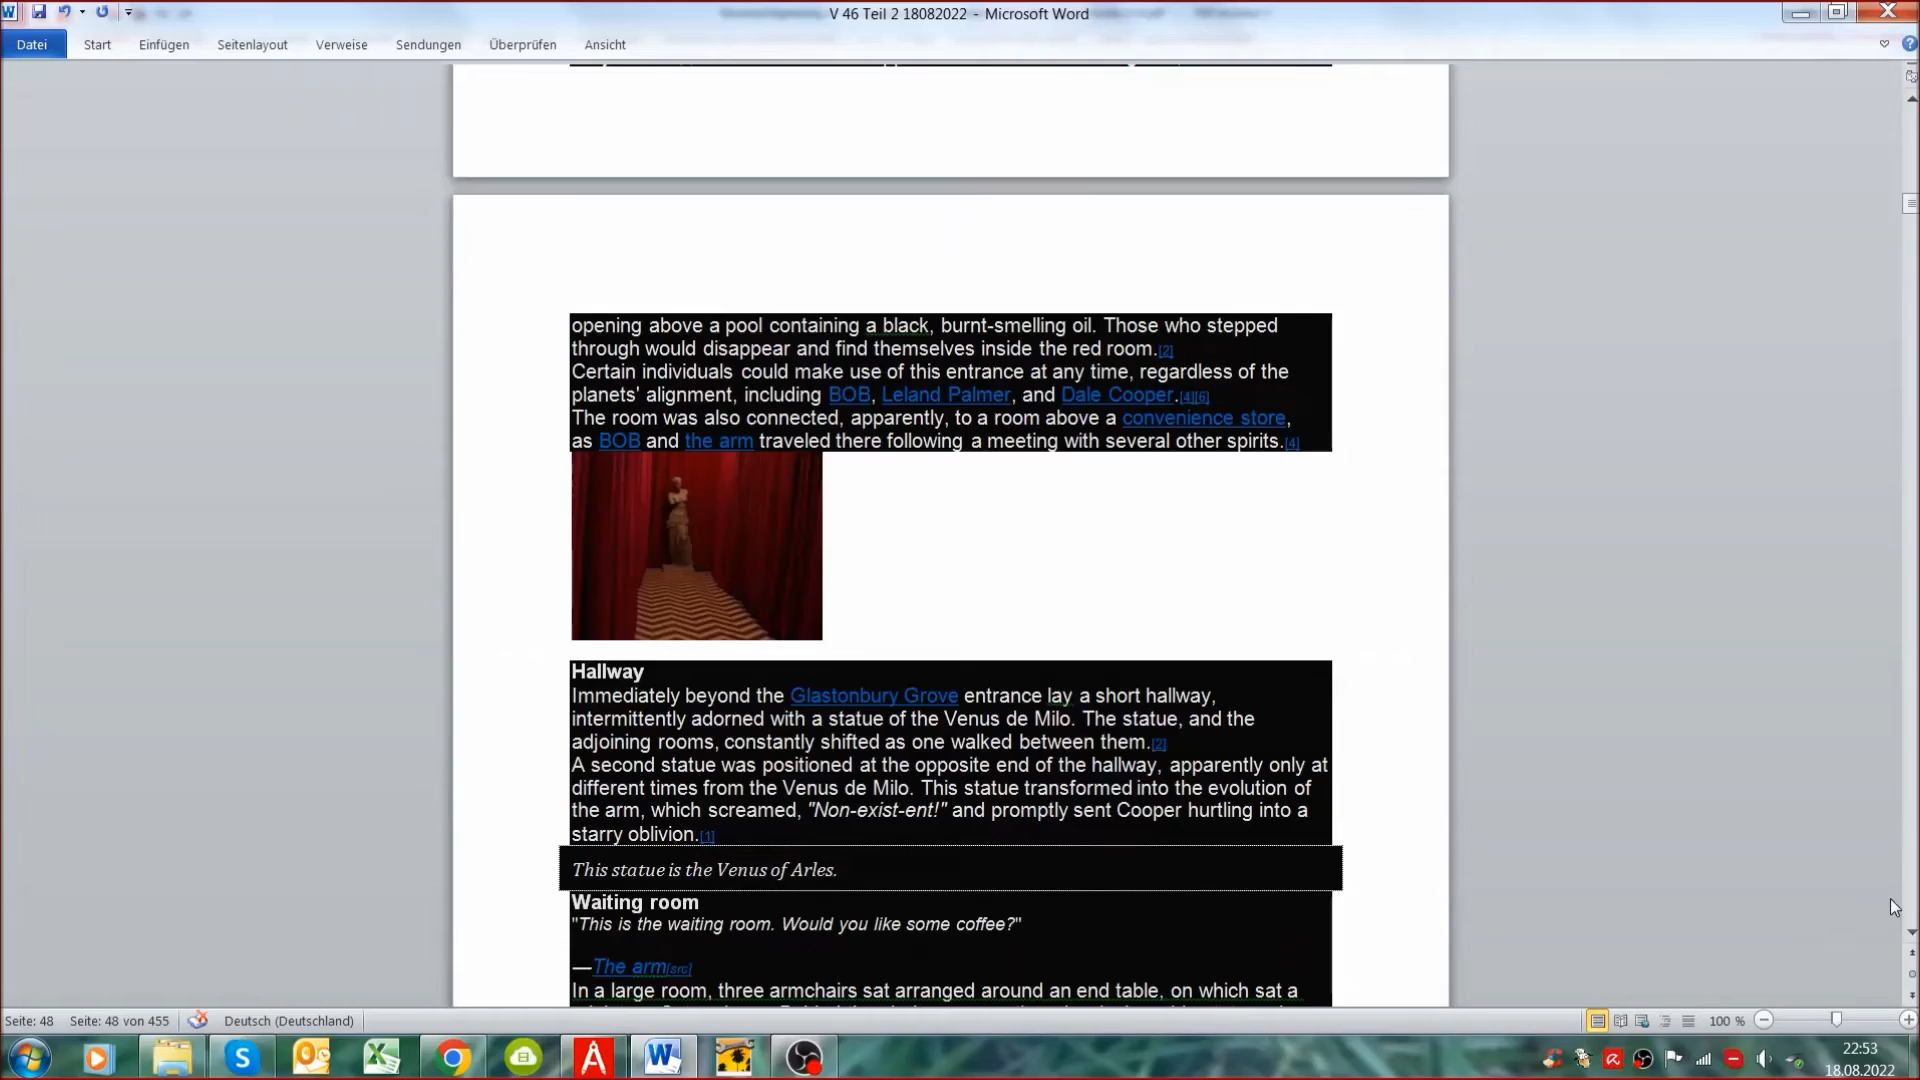 V 46 Teil 2 18082022 - Microsoft Word
Datei Start Einfügen Seitenlayout Verweise Sendungen Überprüfen Ansicht
opening above a pool containing a black, burnt-smelling oil. Those who stepped
through would disappear and find themselves inside the red room.[2]
Certain individuals could make use of this entrance at any time, regardless of the
planets' alignment, including BOB, Leland Palmer, and Dale Cooper.[4][6]
The room was also connected, apparently, to a room above a convenience store,
as BOB and the arm traveled there following a meeting with several other spirits.[4]
Hallway
Immediately beyond the Glastonbury Grove entrance lay a short hallway,
intermittently adorned with a statue of the Venus de Milo. The statue, and the
adjoining rooms, constantly shifted as one walked between them.[2]
A second statue was positioned at the opposite end of the hallway, apparently only at
different times from the Venus de Milo. This statue transformed into the evolution of
the arm, which screamed, "Non-exist-ent!" and promptly sent Cooper hurtling into a
starry oblivion.[1]
This statue is the Venus of Arles.
Waiting room
"This is the waiting room. Would you like some coffee?"
—The arm[src]
In a large room, three armchairs sat arranged around an end table, on which sat a
Seite: 48 Seite: 48 von 455 Deutsch (Deutschland) 100 %
22:53
18.08.2022